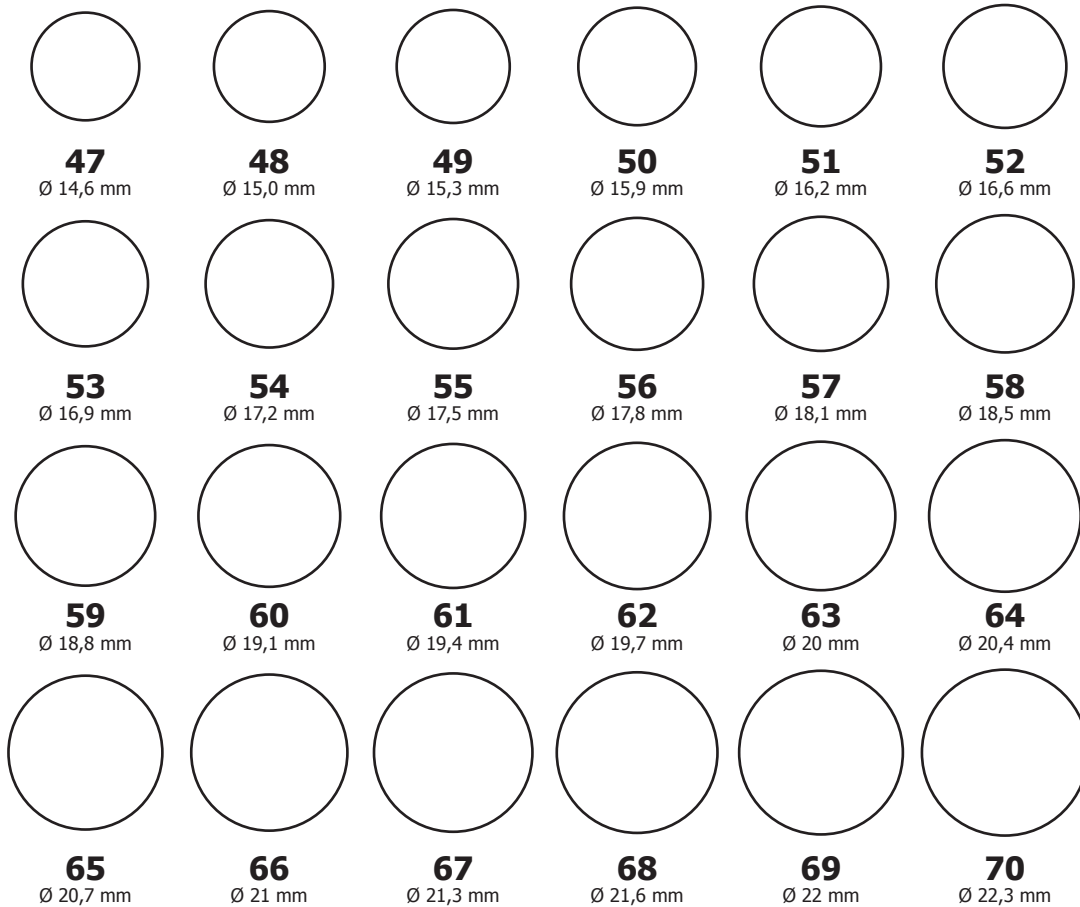 47 48 49 50 51 52
Ø 14,6 mm Ø 15,0 mm Ø 15,3 mm Ø 15,9 mm Ø 16,2 mm Ø 16,6 mm
53 54 55 56 57 58
Ø 16,9 mm Ø 17,2 mm Ø 17,5 mm Ø 17,8 mm Ø 18,1 mm Ø 18,5 mm
59 60 61 62 63 64
Ø 18,8 mm Ø 19,1 mm Ø 19,4 mm Ø 19,7 mm Ø 20 mm Ø 20,4 mm
65 66 67 68 69 70
Ø 20,7 mm Ø 21 mm Ø 21,3 mm Ø 21,6 mm Ø 22 mm Ø 22,3 mm